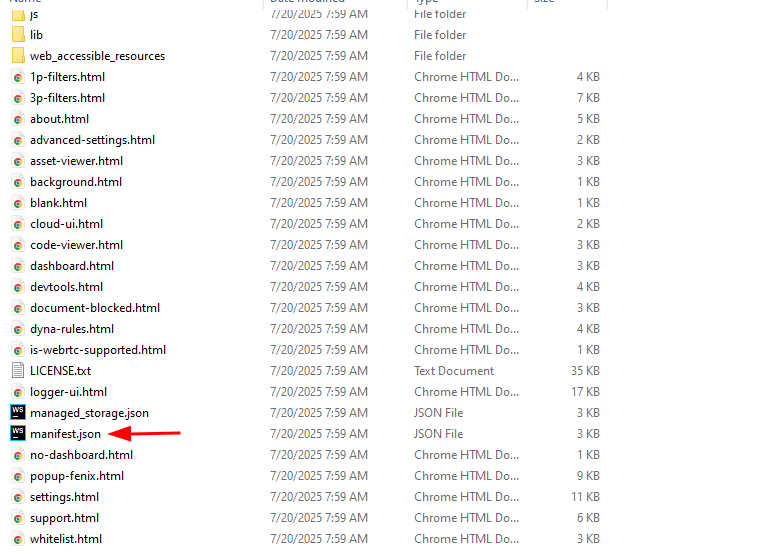 Name Date modified Type Size
js 7/20/2025 7:59 AM File folder
lib 7/20/2025 7:59 AM File folder
web_accessible_resources 7/20/2025 7:59 AM File folder
1p-filters.html 7/20/2025 7:59 AM Chrome HTML Do... 4 KB
3p-filters.html 7/20/2025 7:59 AM Chrome HTML Do... 7 KB
about.html 7/20/2025 7:59 AM Chrome HTML Do... 5 KB
advanced-settings.html 7/20/2025 7:59 AM Chrome HTML Do... 2 KB
asset-viewer.html 7/20/2025 7:59 AM Chrome HTML Do... 3 KB
background.html 7/20/2025 7:59 AM Chrome HTML Do... 1 KB
blank.html 7/20/2025 7:59 AM Chrome HTML Do... 1 KB
cloud-ui.html 7/20/2025 7:59 AM Chrome HTML Do... 2 KB
code-viewer.html 7/20/2025 7:59 AM Chrome HTML Do... 3 KB
dashboard.html 7/20/2025 7:59 AM Chrome HTML Do... 3 KB
devtools.html 7/20/2025 7:59 AM Chrome HTML Do... 4 KB
document-blocked.html 7/20/2025 7:59 AM Chrome HTML Do... 3 KB
dyna-rules.html 7/20/2025 7:59 AM Chrome HTML Do... 4 KB
is-webrtc-supported.html 7/20/2025 7:59 AM Chrome HTML Do... 1 KB
LICENSE.txt 7/20/2025 7:59 AM Text Document 35 KB
logger-ui.html 7/20/2025 7:59 AM Chrome HTML Do... 17 KB
WS managed_storage.json 7/20/2025 7:59 AM JSON File 3 KB
WS manifest.json 7/20/2025 7:59 AM JSON File 3 KB
no-dashboard.html 7/20/2025 7:59 AM Chrome HTML Do... 1 KB
popup-fenix.html 7/20/2025 7:59 AM Chrome HTML Do... 9 KB
settings.html 7/20/2025 7:59 AM Chrome HTML Do... 11 KB
support.html 7/20/2025 7:59 AM Chrome HTML Do... 6 KB
whitelist.html 7/20/2025 7:59 AM Chrome HTML Do... 3 KB